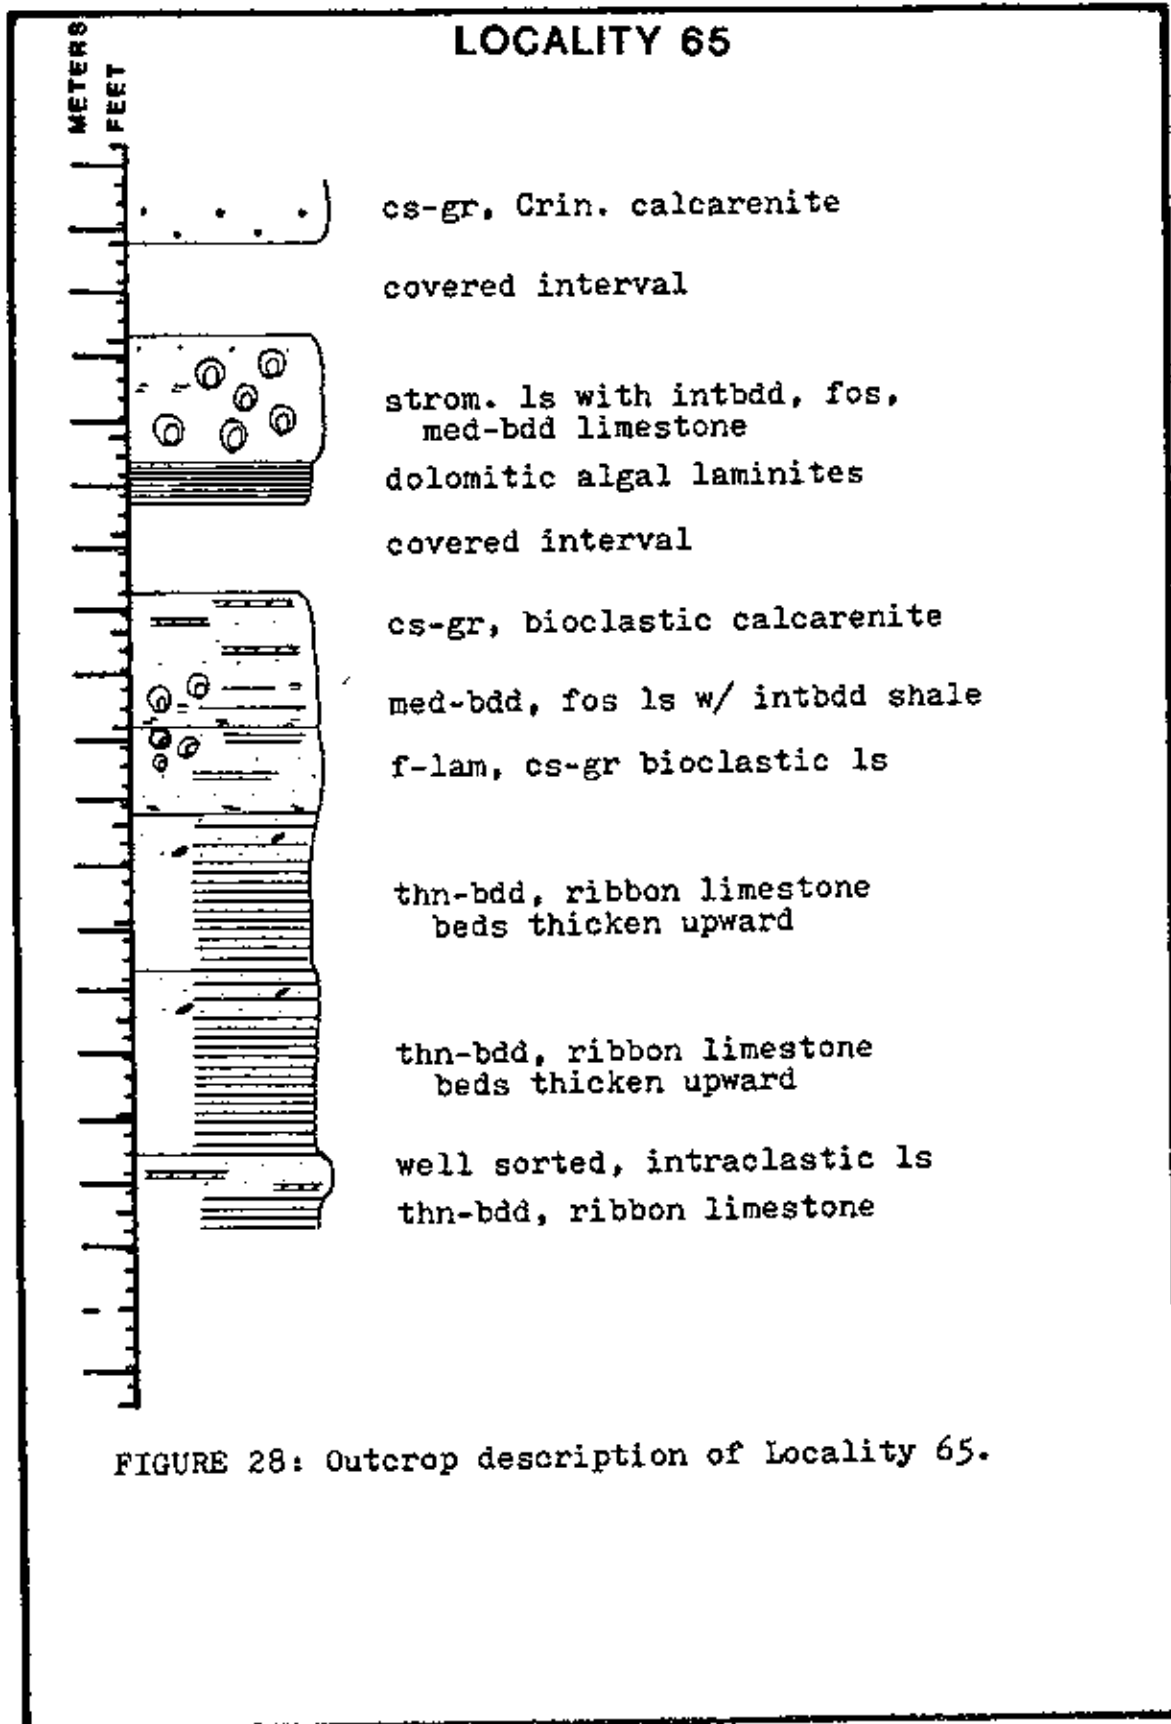 LOCALITY 65
METERS
FEET
cs-gr, Crin. calcarenite
covered interval
strom. ls with intbdd, fos,
med-bdd limestone
dolomitic algal laminites
covered interval
cs-gr, bioclastic calcarenite
med-bdd, fos ls w/ intbdd shale
f-lam, cs-gr bioclastic ls
thn-bdd, ribbon limestone
beds thicken upward
thn-bdd, ribbon limestone
beds thicken upward
well sorted, intraclastic ls
thn-bdd, ribbon limestone
FIGURE 28: Outcrop description of Locality 65.